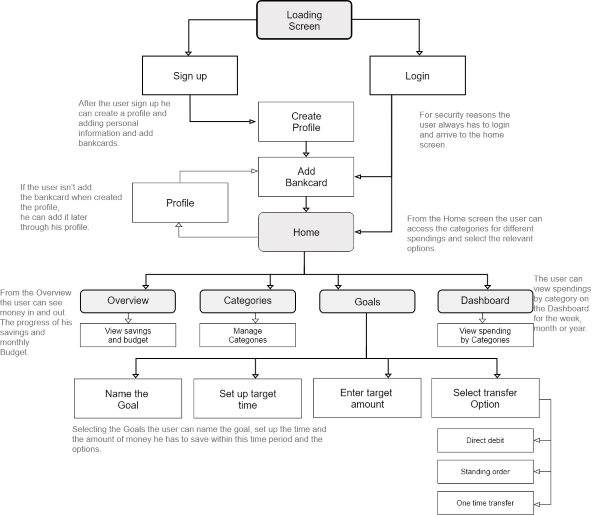 Loading
Screen
Sign up
Login
After the user sign up he
can create a profile and
adding personal
information and add
bankcards.
Create
Profile
For security reasons the
user always has to login
and arrive to the home
screen.
Add
Bankcard
If the user isn't add
the bankcard when created
the profile,
he can add it later
through his profile.
Profile
Home
From the Home screen the user can
access the categories for different
spendings and select the relevant
options.
From the Overview
the user can see
money in and out.
The progress of his
savings and
monthly
Budget.
Overview
Categories
Goals
Dashboard
The user can
view spendings
by category on
the Dashboard
for the week,
month or year.
View savings
and budget
Manage
Categories
View spending
by Categories
Name the
Goal
Set up target
time
Enter target
amount
Select transfer
Option
Selecting the Goals the user can name the goal, set up the time and
the amount of money he has to save within this time period and the
options.
Direct debit
Standing order
One time transfer